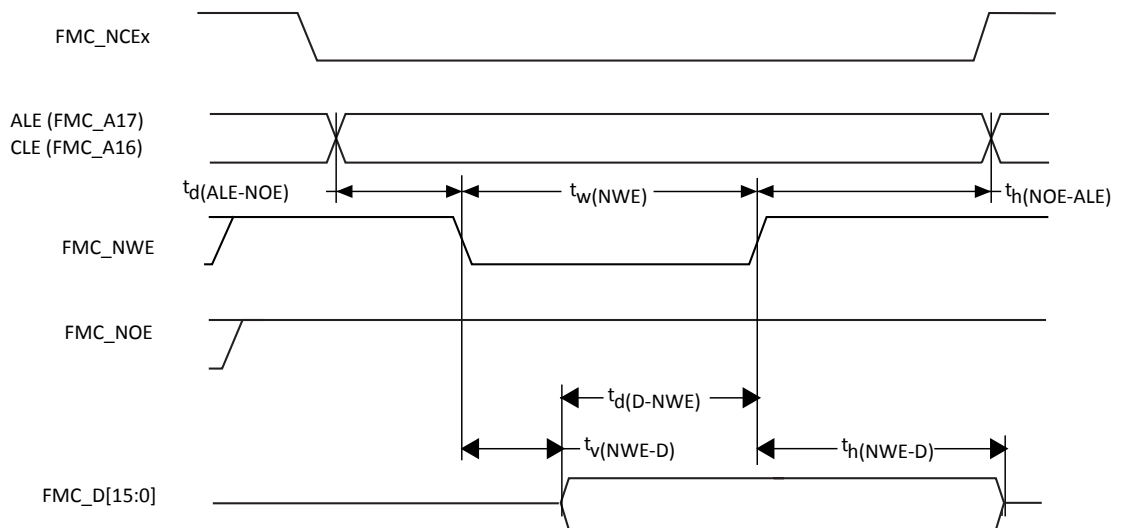 FMC_NCEx
ALE (FMC_A17)
CLE (FMC_A16)
td(ALE-NOE)
tw(NWE)
th(NOE-ALE)
FMC_NWE
FMC_NOE
td(D-NWE)
tv(NWE-D)
th(NWE-D)
FMC_D[15:0]